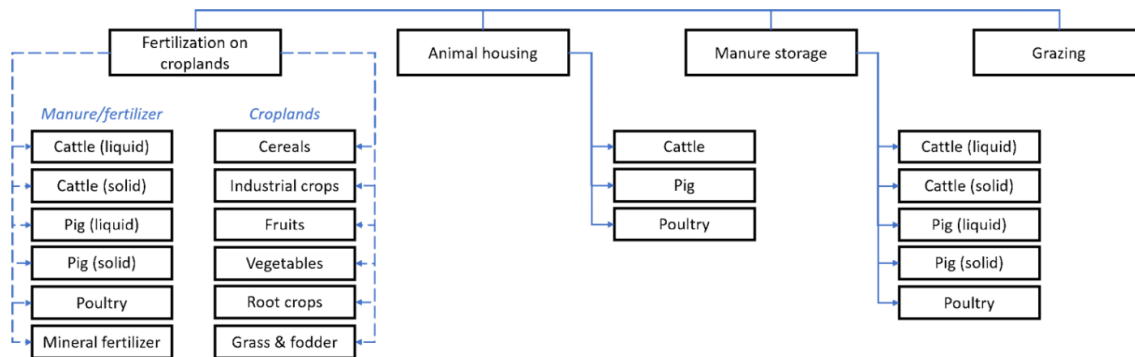 Fertilization on
croplands
Animal housing
Manure storage
Grazing
Manure/fertilizer
Croplands
Cattle (liquid)
Cattle (solid)
Pig (liquid)
Pig (solid)
Poultry
Mineral fertilizer
Cereals
Industrial crops
Fruits
Vegetables
Root crops
Grass & fodder
Cattle
Pig
Poultry
Cattle (liquid)
Cattle (solid)
Pig (liquid)
Pig (solid)
Poultry